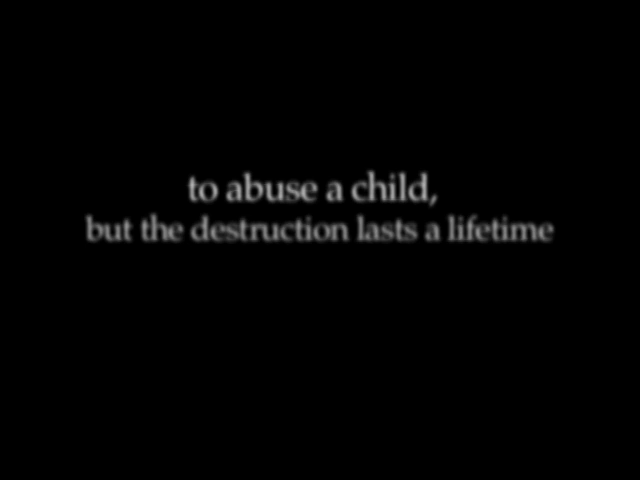 to abuse a child,
but the destruction lasts a lifetime